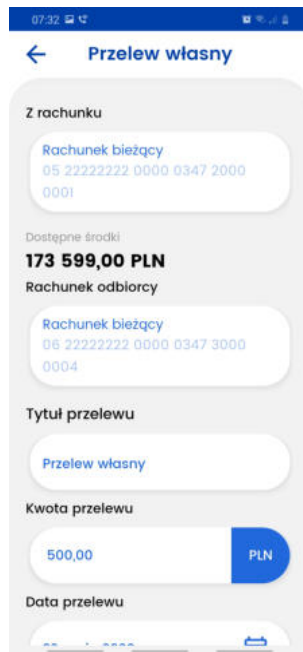 07:32
Przelew własny
Z rachunku
Rachunek bieżący
05 22222222 0000 0347 2000
0001
Dostępne środki
173 599,00 PLN
Rachunek odbiorcy
Rachunek bieżący
06 22222222 0000 0347 3000
0004
Tytuł przelewu
Przelew własny
Kwota przelewu
500,00 PLN
Data przelewu